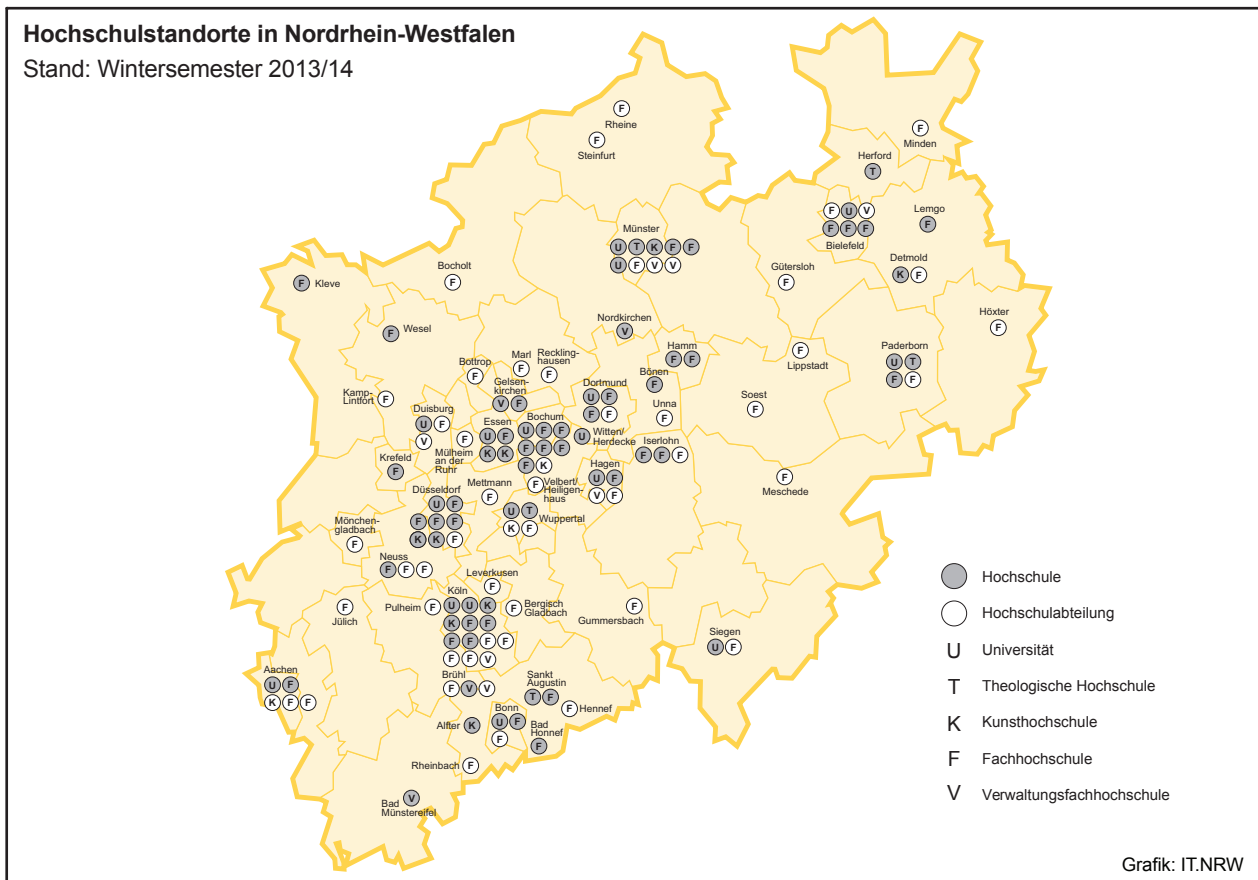 Hochschulstandorte in Nordrhein-Westfalen
Stand: Wintersemester 2013/14
F
Rheine
F
Steinfurt
F
Minden
Herford
T
F U V
F F F
Bielefeld
Lemgo
F
Detmold
K F
Münster
U T K F F
U F V V
Gütersloh
F
Höxter
F
F Kleve
Bocholt
F
F Wesel
Nordkirchen
V
Hamm
F F
Bönen
F
F
Lippstadt
Paderborn
U T
F F
Bottrop
F
Marl
F
Reckling-
hausen
F
Gelsen-
kirchen
V F
Dortmund
U F
F F
Unna
F
Soest
F
Kamp-
Lintfort
F
Duisburg
U F
V
F
Mülheim
an der
Ruhr
Essen
U F
K K
Bochum
U F F
F F F
F K
U Witten/
Herdecke
Iserlohn
F F F
Krefeld
F
Hagen
U F
V F
F
Meschede
Mettmann
F
F Velbert/
Heiligen-
haus
Düsseldorf
U F
F F F
K K F
U T
K F
Wuppertal
Mönchen-
gladbach
F
Neuss
F F F
Leverkusen
F
Köln
U U K
K F F
F F F F
F F V
Pulheim F
F Bergisch
Gladbach
F
Gummersbach
F
Jülich
Siegen
U F
Aachen
U F
K F F
Brühl
F V V
Sankt
Augustin
T F
F Hennef
Alfter K
Bonn
U F
F
Bad
Honnef
F
Rheinbach F
V
Bad
Münstereifel
Hochschule
Hochschulabteilung
U Universität
T Theologische Hochschule
K Kunsthochschule
F Fachhochschule
V Verwaltungsfachhochschule
Grafik: IT.NRW